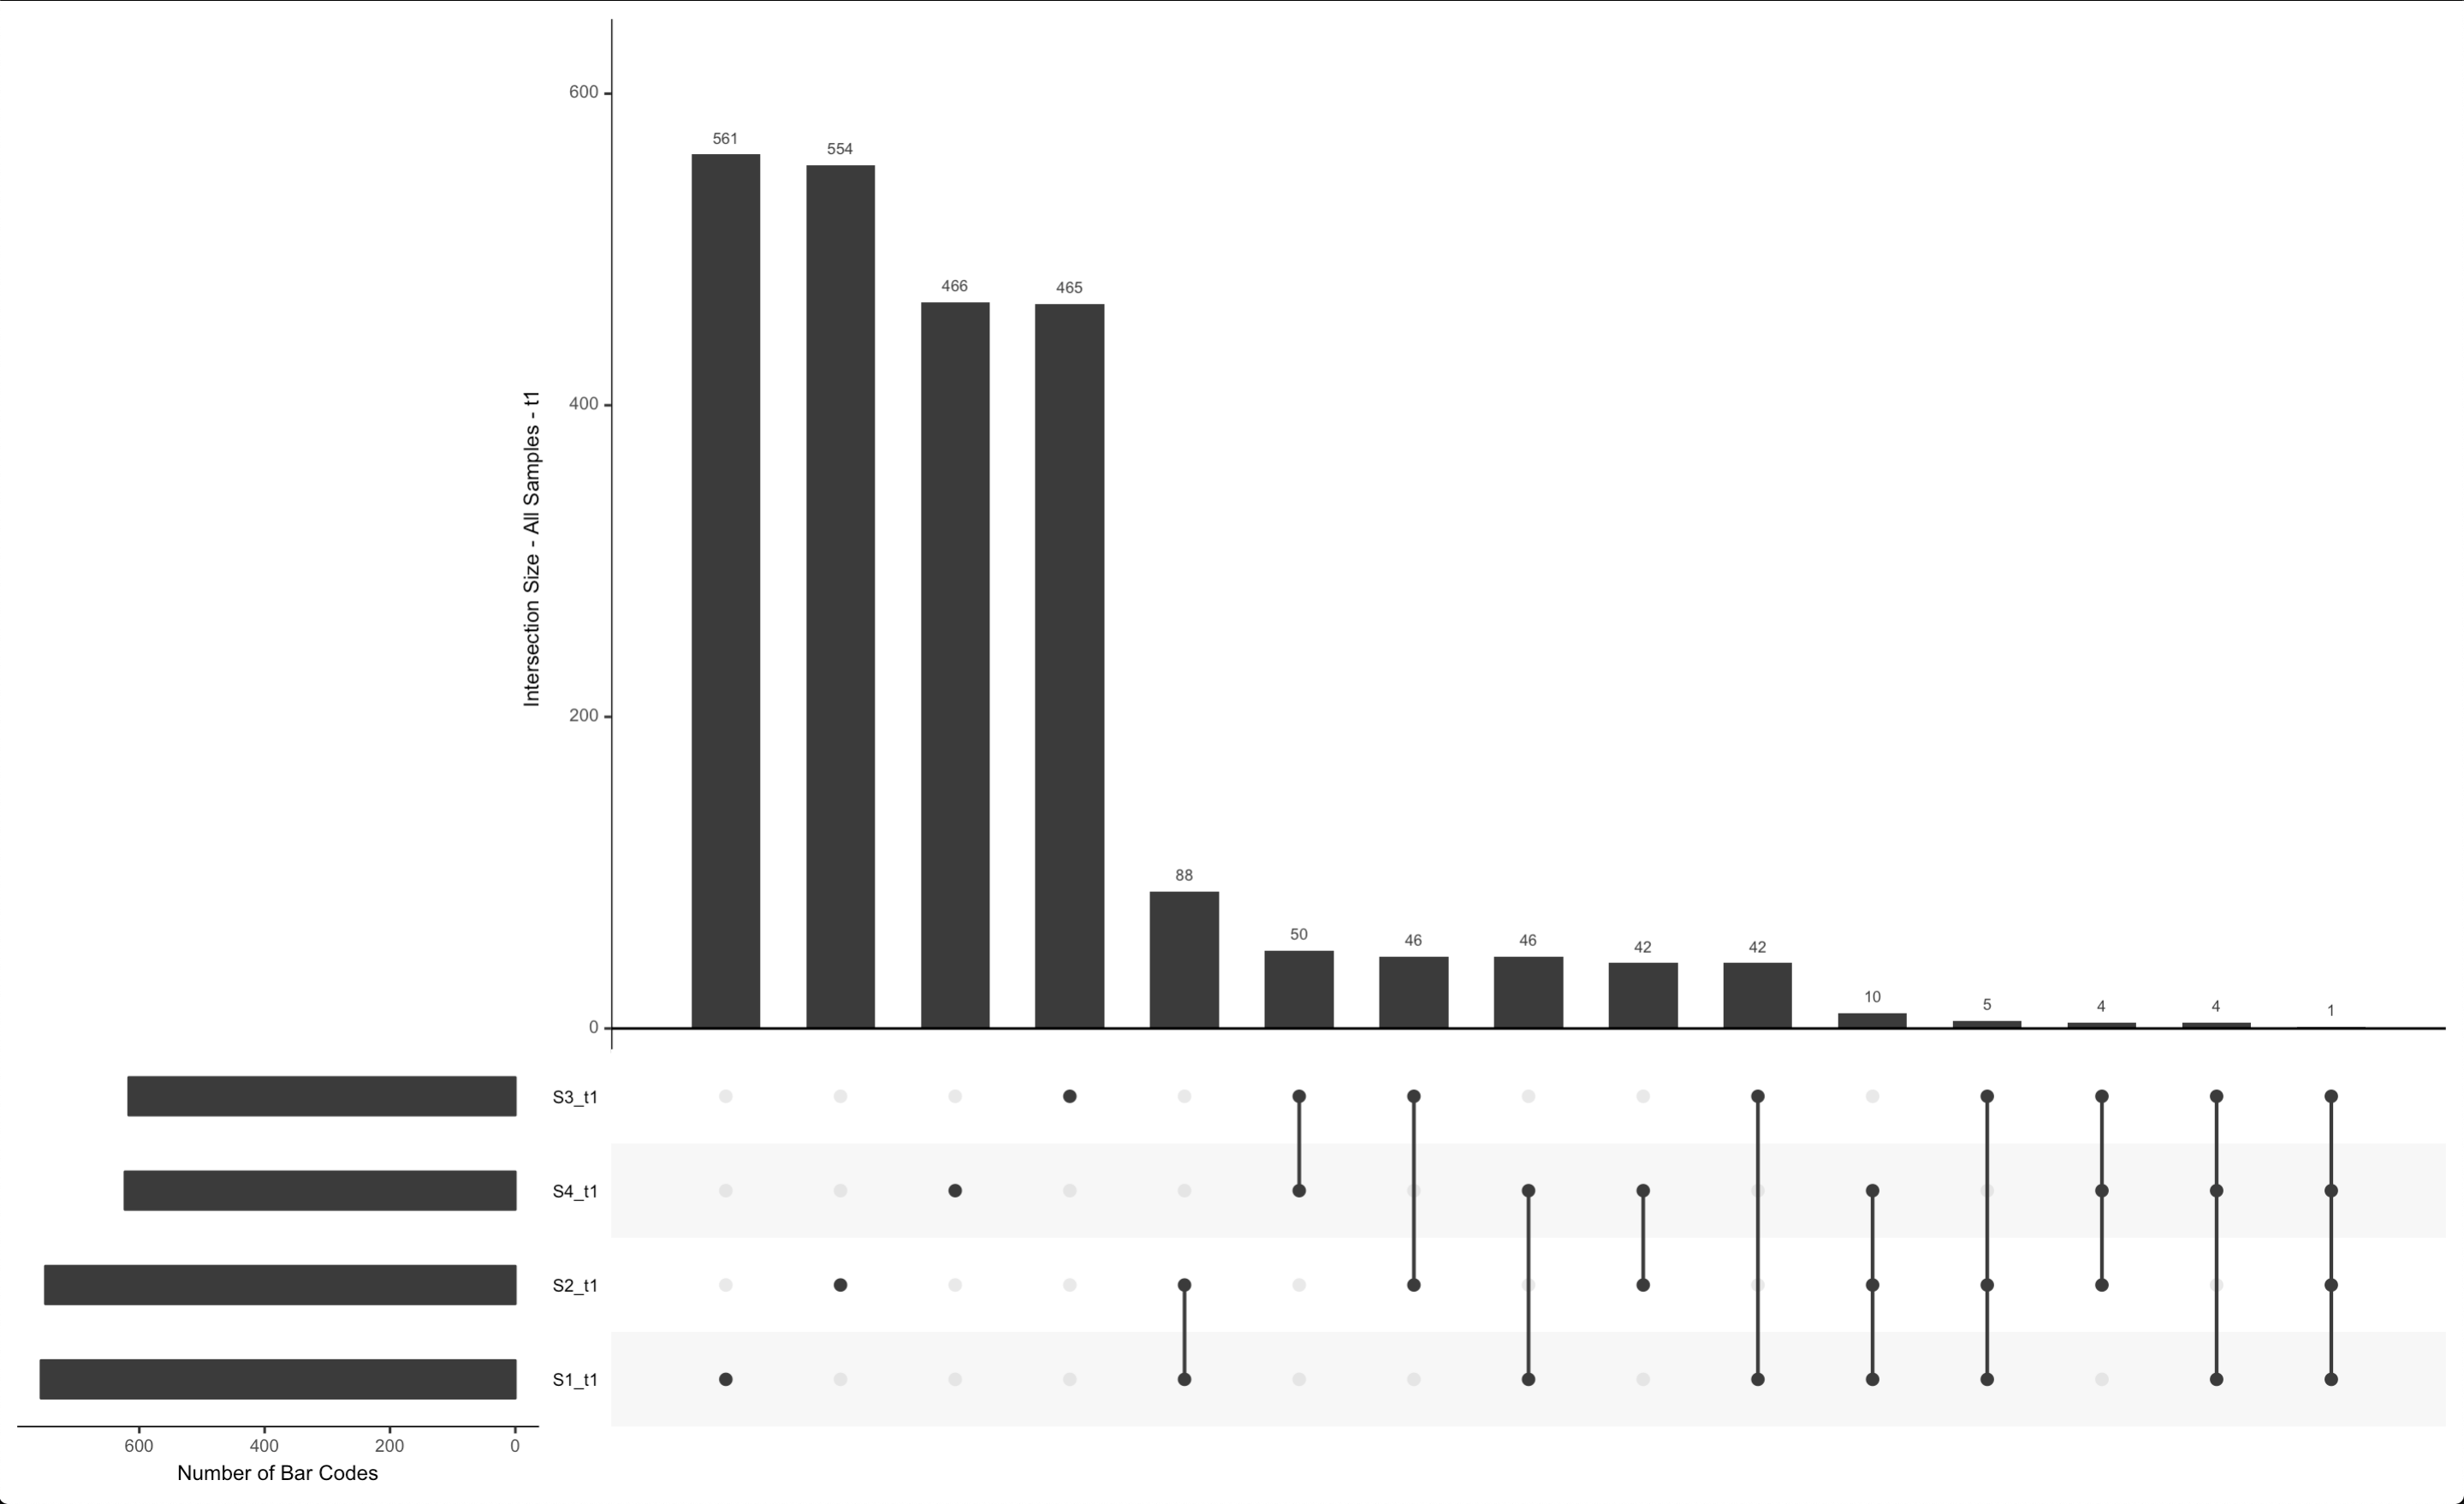 600
561
554
466
465
400
Intersection Size - All Samples - t1
200
88
50
46
46
42
42
10
5
4
4
1
0
S3_t1
S4_t1
S2_t1
S1_t1
600 400 200 0
Number of Bar Codes